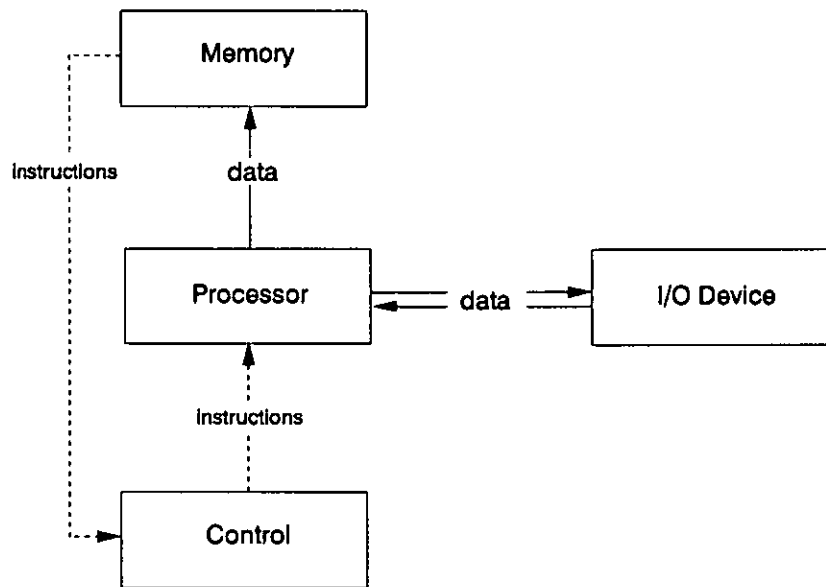 Memory
instructions
data
Processor
data
I/O Device
instructions
Control